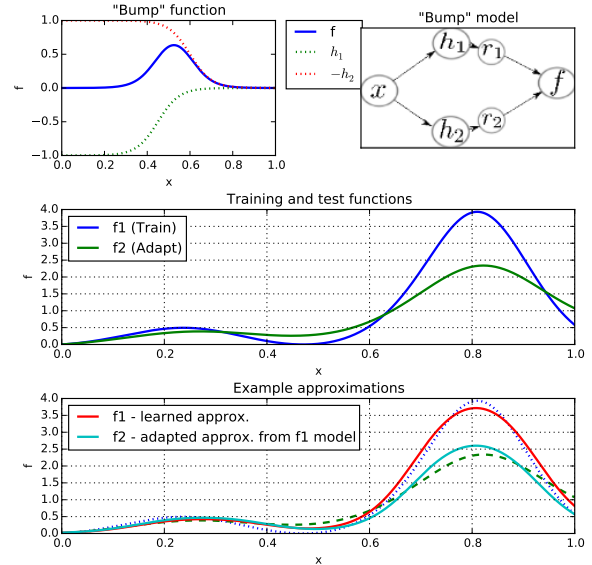 "Bump" function
1.0
0.5
0.0
−0.5
−1.0
0.0 0.2 0.4 0.6 0.8 1.0
f
x
f
h₁
−h₂
"Bump" model
x
h₁
r₁
h₂
r₂
f
Training and test functions
4.0
3.5
3.0
2.5
2.0
1.5
1.0
0.5
0.0
0.0 0.2 0.4 0.6 0.8 1.0
f
x
f1 (Train)
f2 (Adapt)
Example approximations
4.0
3.5
3.0
2.5
2.0
1.5
1.0
0.5
0.0
0.0 0.2 0.4 0.6 0.8 1.0
f
x
f1 - learned approx.
f2 - adapted approx. from f1 model